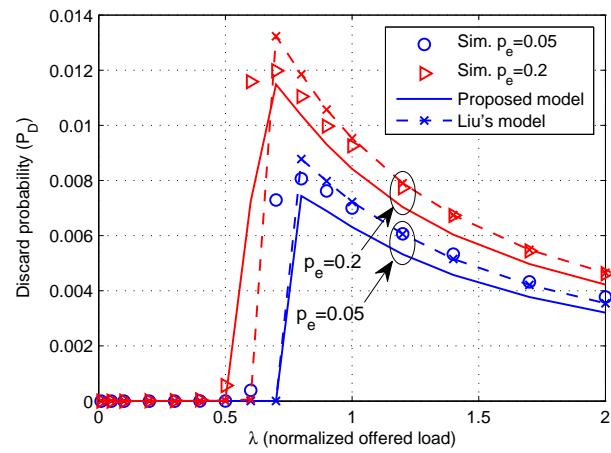 0.014
0.012
0.01
0.008
0.006
0.004
0.002
0
Discard probability (P_D)
Sim. p_e=0.05
Sim. p_e=0.2
Proposed model
Liu's model
p_e=0.2
p_e=0.05
0 0.5 1 1.5 2
λ (normalized offered load)